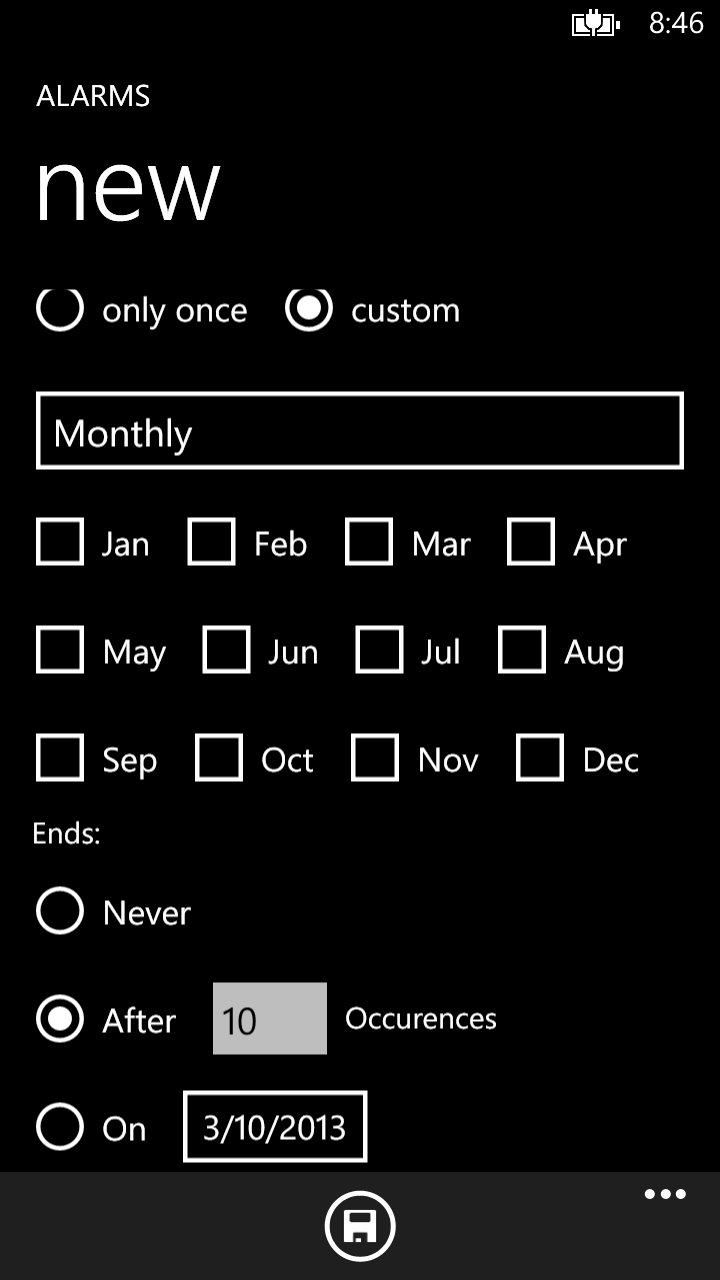 8:46
ALARMS
new
only once custom
Monthly
Jan Feb Mar Apr
May Jun Jul Aug
Sep Oct Nov Dec
Ends:
Never
After 10 Occurences
On 3/10/2013